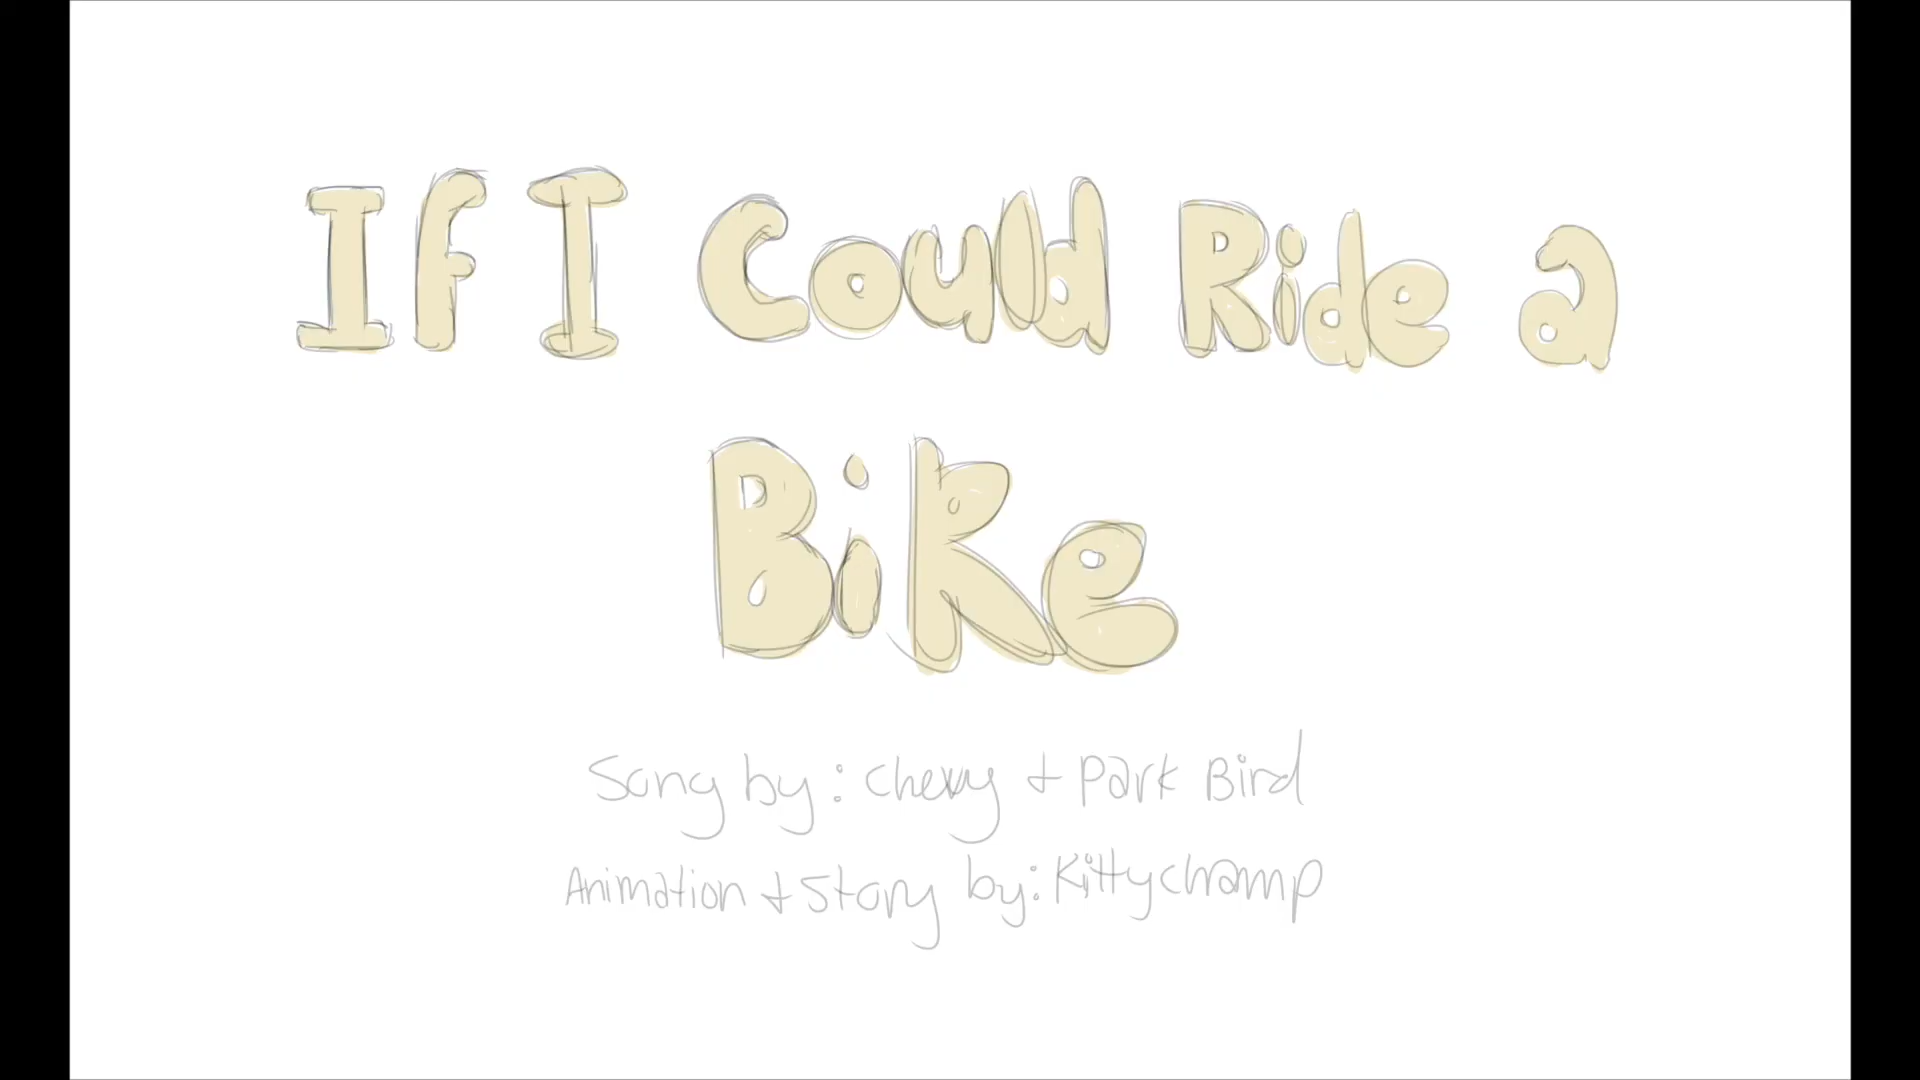 If I Could Ride a
Bike
Song by: Chevy + Park Bird
Animation + Story by: Kittychamp